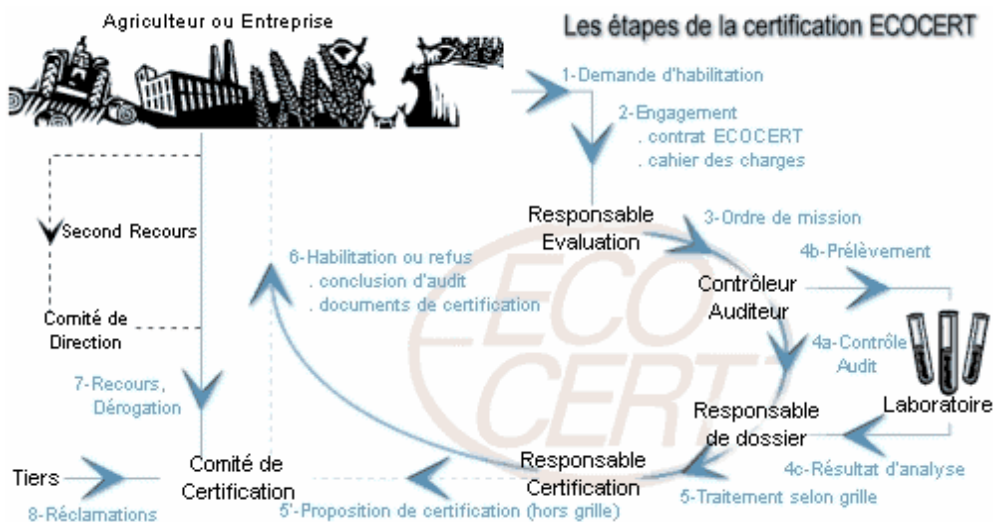 Agriculteur ou Entreprise
Les étapes de la certification ECOCERT
1-Demande d'habilitation
2-Engagement
. contrat ECOCERT
. cahier des charges
Responsable
Evaluation
3-Ordre de mission
4b-Prélèvement
Contrôleur
Auditeur
4a-Contrôle
Audit
Laboratoire
Responsable
de dossier
4c-Résultat d'analyse
5-Traitement selon grille
Responsable
Certification
5'-Proposition de certification (hors grille)
6-Habilitation ou refus
. conclusion d'audit
. documents de certification
Second Recours
Comité de
Direction
7-Recours,
Dérogation
Comité de
Certification
Tiers
8-Réclamations
ECO
CERT